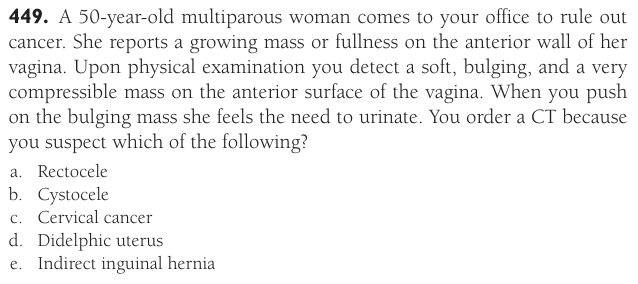 449. A 50-year-old multiparous woman comes to your office to rule out
cancer. She reports a growing mass or fullness on the anterior wall of her
vagina. Upon physical examination you detect a soft, bulging, and a very
compressible mass on the anterior surface of the vagina. When you push
on the bulging mass she feels the need to urinate. You order a CT because
you suspect which of the following?
a. Rectocele
b. Cystocele
c. Cervical cancer
d. Didelphic uterus
e. Indirect inguinal hernia